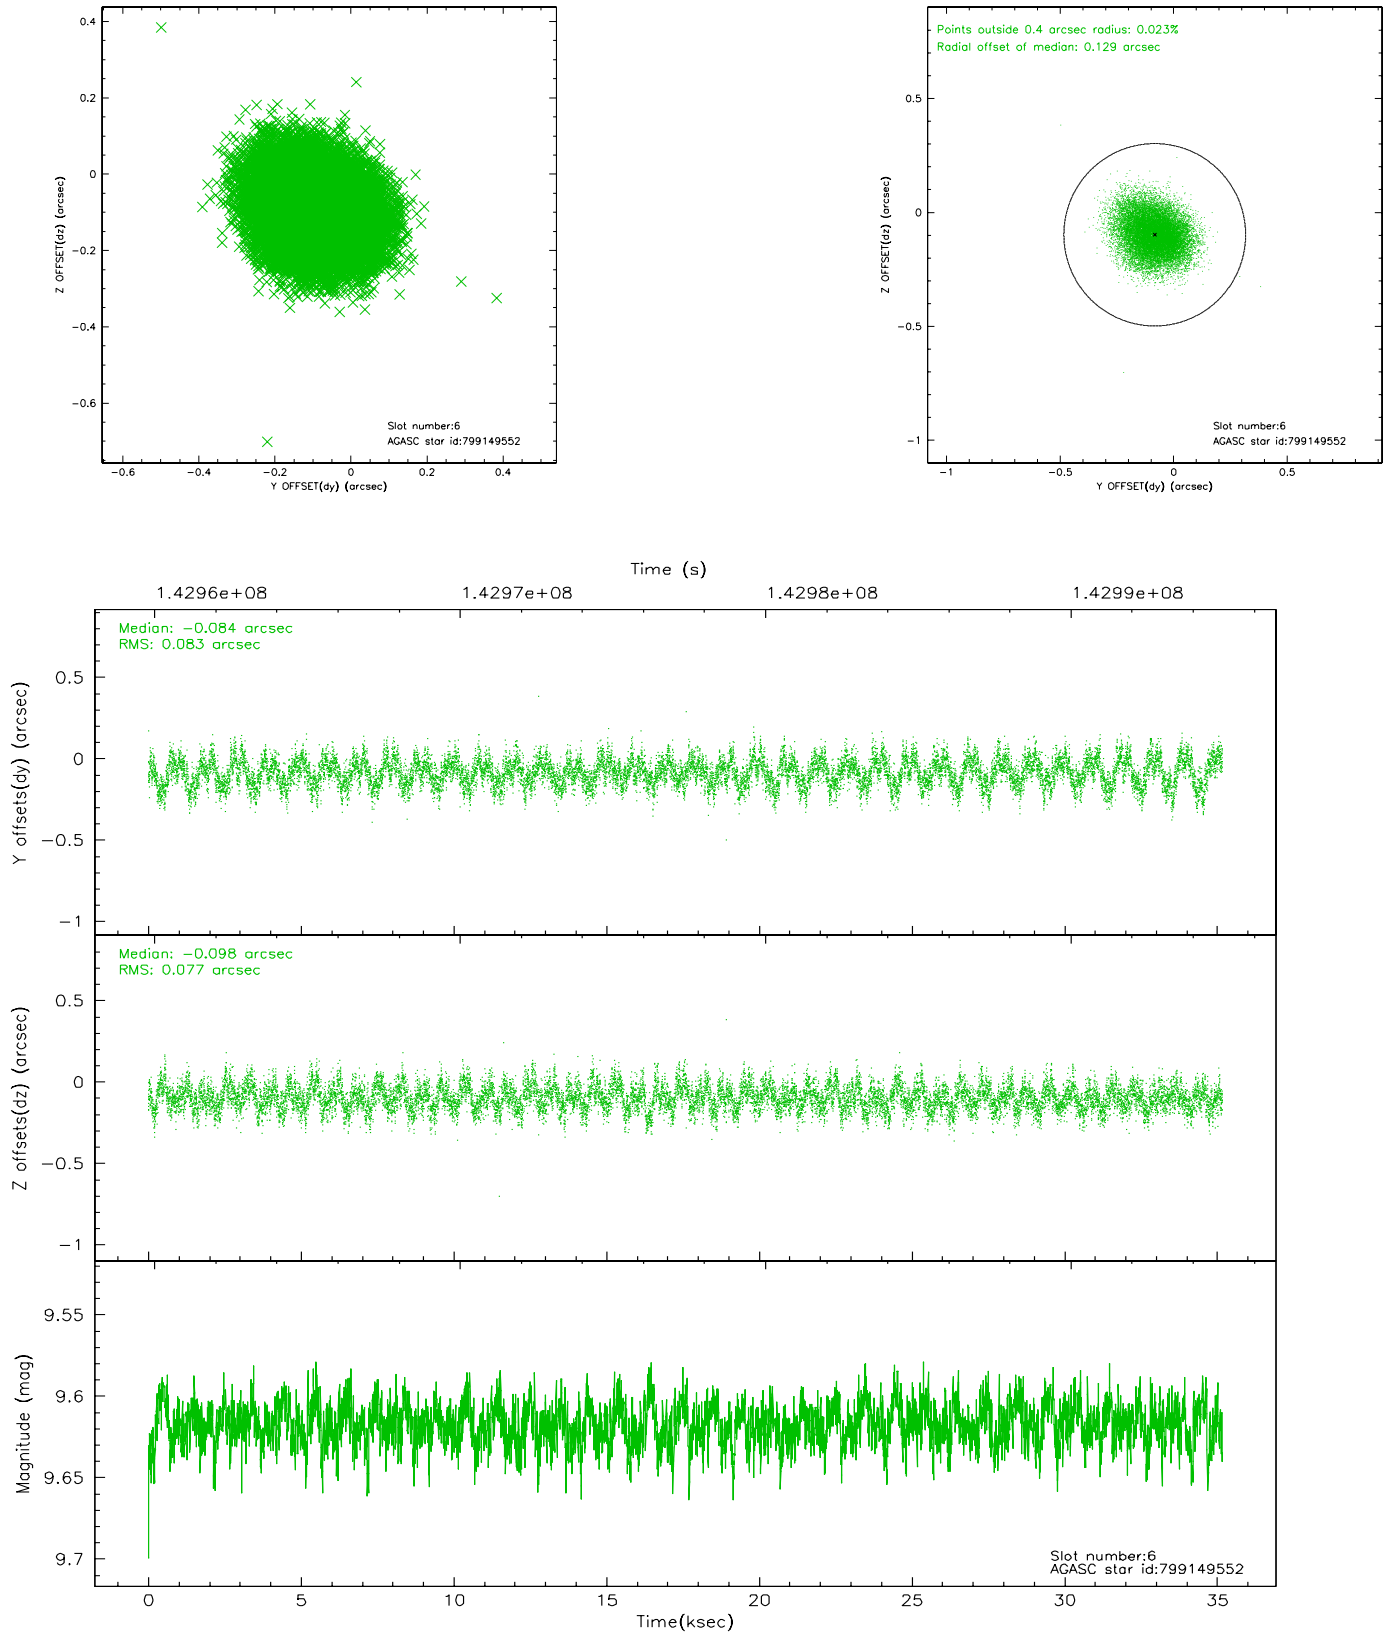 0.4
0.2
0
−0.2
−0.4
−0.6
Z OFFSET(dz) (arcsec)
Slot number:6
AGASC star id:799149552
−0.6 −0.4 −0.2 0 0.2 0.4
Y OFFSET(dy) (arcsec)
Points outside 0.4 arcsec radius: 0.023%
Radial offset of median: 0.129 arcsec
0.5
0
−0.5
−1
Z OFFSET(dz) (arcsec)
Slot number:6
AGASC star id:799149552
−1 −0.5 0 0.5
Y OFFSET(dy) (arcsec)
Time (s)
1.4296e+08 1.4297e+08 1.4298e+08 1.4299e+08
Median: −0.084 arcsec
RMS: 0.083 arcsec
0.5
0
−0.5
−1
Y offsets(dy) (arcsec)
Median: −0.098 arcsec
RMS: 0.077 arcsec
0.5
0
−0.5
−1
Z offsets(dz) (arcsec)
9.55
9.6
9.65
9.7
Magnitude (mag)
Slot number:6
AGASC star id:799149552
0 5 10 15 20 25 30 35
Time(ksec)